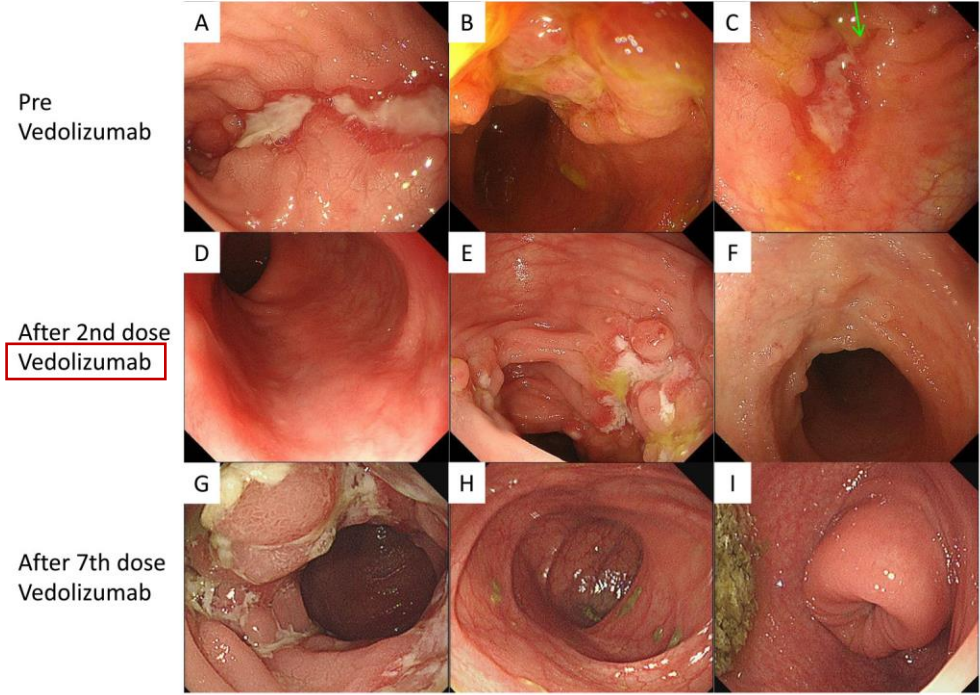 A
B
C
Pre
Vedolizumab
D
E
F
After 2nd dose
Vedolizumab
G
H
I
After 7th dose
Vedolizumab